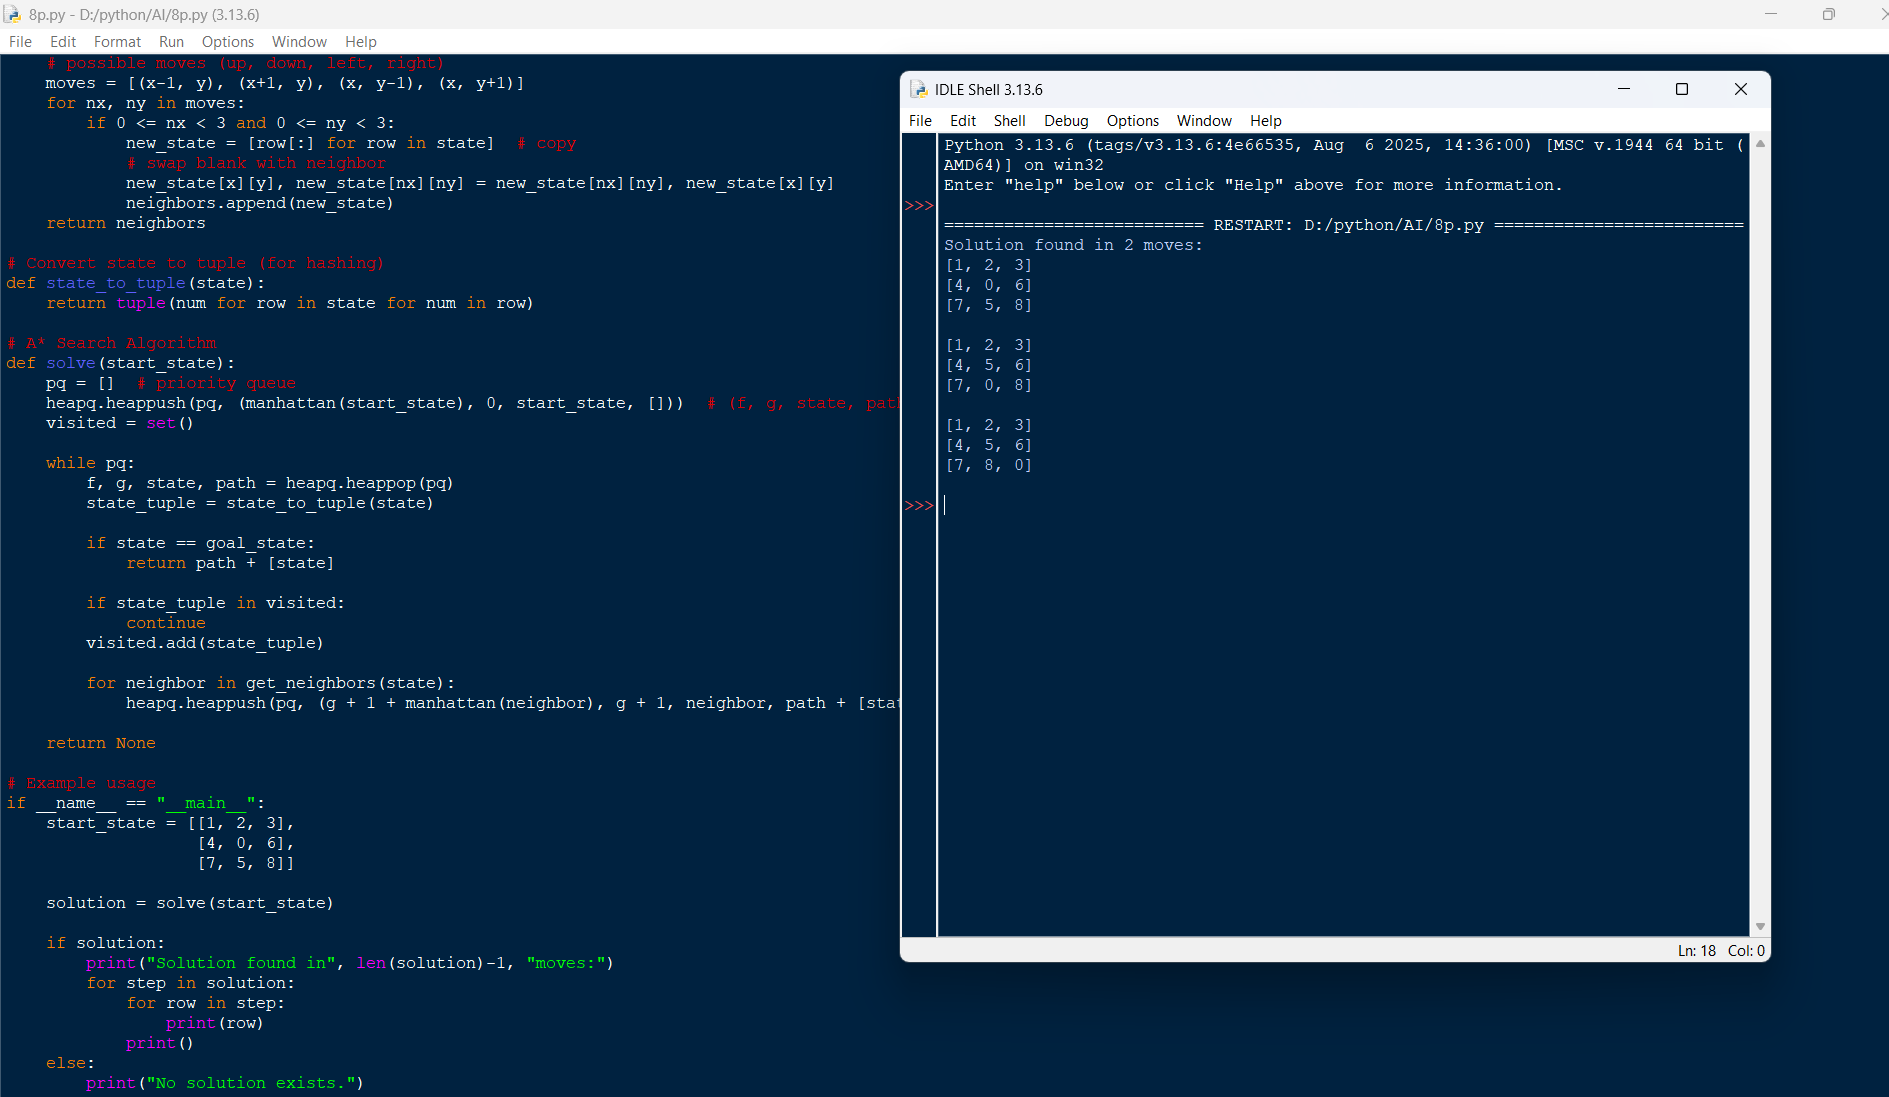 8p.py - D:/python/AI/8p.py (3.13.6)
File Edit Format Run Options Window Help
    # possible moves (up, down, left, right)
    moves = [(x-1, y), (x+1, y), (x, y-1), (x, y+1)]
    for nx, ny in moves:
        if 0 <= nx < 3 and 0 <= ny < 3:
            new_state = [row[:] for row in state]  # copy
            # swap blank with neighbor
            new_state[x][y], new_state[nx][ny] = new_state[nx][ny], new_state[x][y]
            neighbors.append(new_state)
    return neighbors

# Convert state to tuple (for hashing)
def state_to_tuple(state):
    return tuple(num for row in state for num in row)

# A* Search Algorithm
def solve(start_state):
    pq = []  # priority queue
    heapq.heappush(pq, (manhattan(start_state), 0, start_state, []))  # (f, g, state, pat
    visited = set()

    while pq:
        f, g, state, path = heapq.heappop(pq)
        state_tuple = state_to_tuple(state)

        if state == goal_state:
            return path + [state]

        if state_tuple in visited:
            continue
        visited.add(state_tuple)

        for neighbor in get_neighbors(state):
            heapq.heappush(pq, (g + 1 + manhattan(neighbor), g + 1, neighbor, path + [sta

    return None

# Example usage
if __name__ == "__main__":
    start_state = [[1, 2, 3],
                   [4, 0, 6],
                   [7, 5, 8]]

    solution = solve(start_state)

    if solution:
        print("Solution found in", len(solution)-1, "moves:")
        for step in solution:
            for row in step:
                print(row)
            print()
    else:
        print("No solution exists.")
IDLE Shell 3.13.6
File Edit Shell Debug Options Window Help
Python 3.13.6 (tags/v3.13.6:4e66535, Aug  6 2025, 14:36:00) [MSC v.1944 64 bit (
AMD64)] on win32
Enter "help" below or click "Help" above for more information.
>>>
========================== RESTART: D:/python/AI/8p.py =========================
Solution found in 2 moves:
[1, 2, 3]
[4, 0, 6]
[7, 5, 8]

[1, 2, 3]
[4, 5, 6]
[7, 0, 8]

[1, 2, 3]
[4, 5, 6]
[7, 8, 0]

>>>
Ln: 18 Col: 0